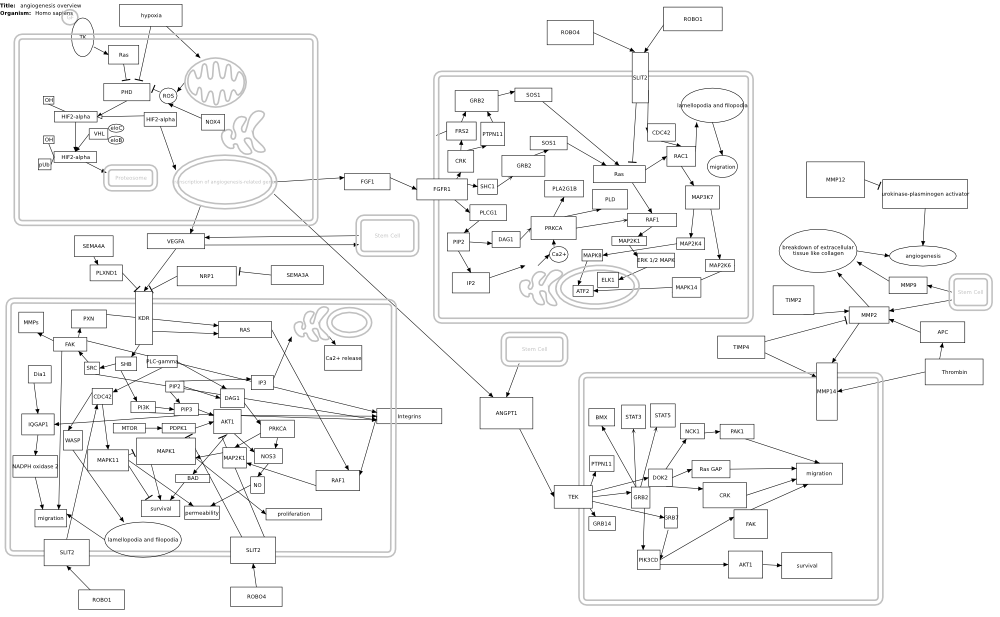 Title: angiogenesis overview
Organism: Homo sapiens
TK
hypoxia
Ras
PHD
ROS
NOX4
OH
HIF2-alpha
HIF2-alpha
VHL
eloC
eloB
OH
HIF2-alpha
pUb
Proteasome
transcription of angiogenesis-related genes
FGF1
FGFR1
VEGFA
Stem Cell
SEMA4A
PLXND1
NRP1
SEMA3A
KDR
MMPs
PXN
FAK
RAS
Ca2+ release
SRC
SHB
PLC-gamma
Dia1
PIP2
IP3
CDC42
DAG1
PI3K
PIP3
Integrins
IQGAP1
AKT1
MTOR
PDPK1
PRKCA
WASP
MAPK1
MAPK11
MAP2K1
NOS3
NADPH oxidase 2
BAD
NO
RAF1
survival
permeability
proliferation
migration
lamellopodia and filopodia
SLIT2
SLIT2
ROBO1
ROBO4
ROBO4
ROBO1
SLIT2
GRB2
SOS1
lamellopodia and filopodia
FRS2
PTPN11
CDC42
SOS1
CRK
GRB2
RAC1
migration
Ras
SHC1
PLA2G1B
PLD
MAP3K7
PLCG1
PRKCA
RAF1
PIP2
DAG1
MAP2K1
MAP2K4
Ca2+
MAPK8
ERK 1/2 MAPK
MAP2K6
IP2
ELK1
ATF2
MAPK14
Stem Cell
ANGPT1
TEK
BMX
STAT3
STAT5
NCK1
PAK1
PTPN11
DOK2
Ras GAP
migration
GRB2
CRK
GRB14
GRB7
FAK
PIK3CD
AKT1
survival
MMP12
urokinase-plasminogen activator
breakdown of extracellular
tissue like collagen
angiogenesis
MMP9
Stem Cell
TIMP2
MMP2
APC
TIMP4
Thrombin
MMP14